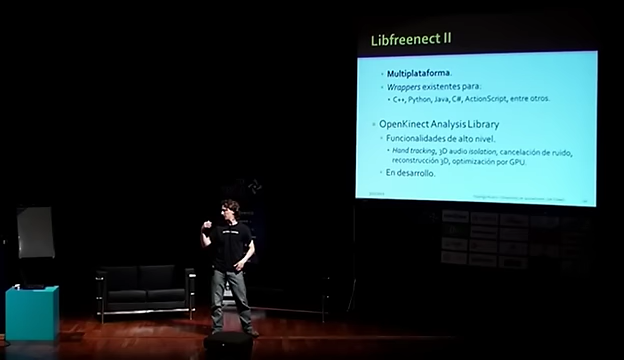 Libfreenect II
Multiplataforma.
Wrappers existentes para:
C++, Python, Java, C#, ActionScript, entre otros.
OpenKinect Analysis Library
Funcionalidades de alto nivel.
Hand tracking, 3D audio isolation, cancelación de ruido,
reconstrucción 3D, optimización por GPU.
En desarrollo.